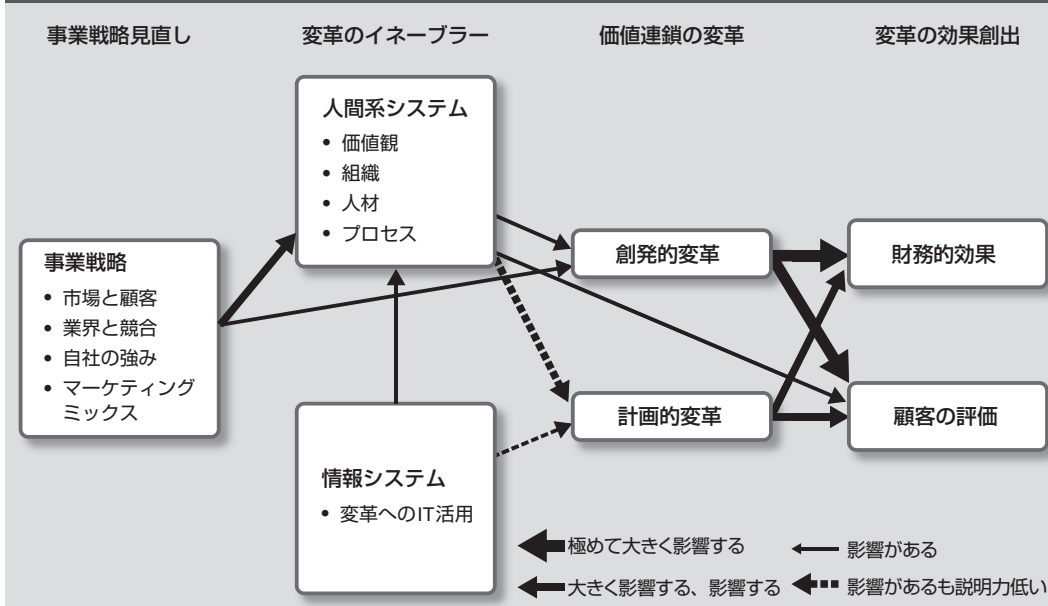 事業戦略見直し
変革のイネーブラー
価値連鎖の変革
変革の効果創出
人間系システム
• 価値観
• 組織
• 人材
• プロセス
事業戦略
• 市場と顧客
• 業界と競合
• 自社の強み
• マーケティング
ミックス
創発的変革
財務的効果
計画的変革
顧客の評価
情報システム
• 変革へのIT活用
極めて大きく影響する
影響がある
大きく影響する、影響する
影響があるも説明力低い